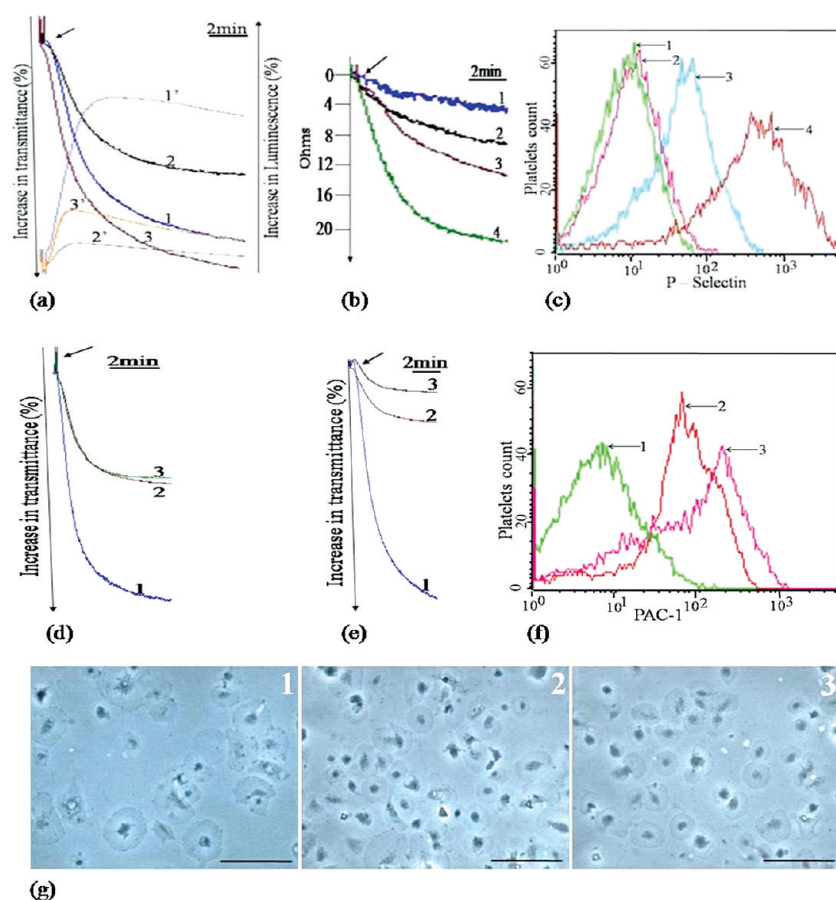 2min
Increase in transmittance (%)
Increase in Luminescence (%)
1'
2
1
3'
2'
3
(a)
2min
0
4
8
12
16
20
Ohms
1
2
3
4
(b)
Platelets count
60
40
20
0
1
2
3
4
10⁰
10¹
10²
10³
P – Selectin
(c)
2min
Increase in transmittance (%)
3
2
1
(d)
2min
Increase in transmittance (%)
3
2
1
(e)
Platelets count
60
40
20
0
1
2
3
10⁰
10¹
10²
10³
PAC-1
(f)
1
2
3
(g)